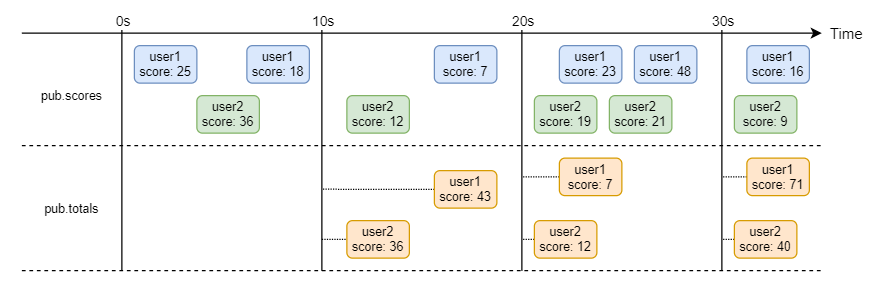 0s 10s 20s 30s
Time
user1
score: 25
user1
score: 18
user1
score: 7
user1
score: 23
user1
score: 48
user1
score: 16
pub.scores
user2
score: 36
user2
score: 12
user2
score: 19
user2
score: 21
user2
score: 9
pub.totals
user1
score: 43
user1
score: 7
user1
score: 71
user2
score: 36
user2
score: 12
user2
score: 40